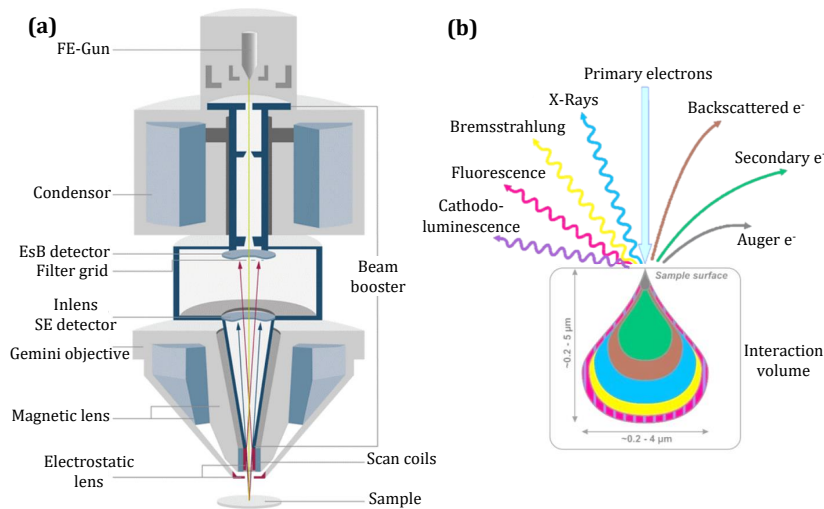 (a)
FE-Gun
Condensor
EsB detector
Filter grid
Beam
booster
Inlens
SE detector
Gemini objective
Magnetic lens
Electrostatic
lens
Scan coils
Sample
(b)
Primary electrons
X-Rays
Backscattered e-
Bremsstrahlung
Secondary e-
Fluorescence
Cathodo-
luminescence
Auger e-
Sample surface
~0.2 - 5 μm
Interaction
volume
~0.2 - 4 μm